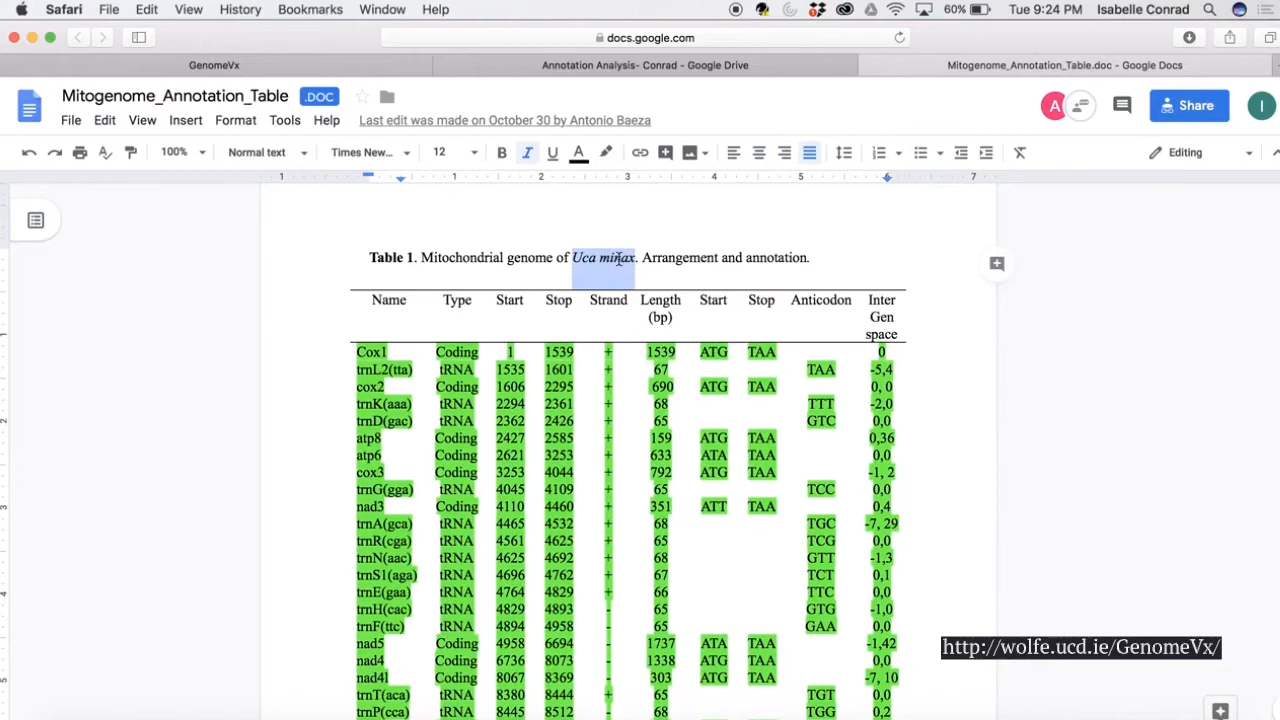 Safari File Edit View History Bookmarks Window Help 60% Tue 9:24 PM Isabelle Conrad
docs.google.com
GenomeVx Annotation Analysis- Conrad - Google Drive Mitogenome_Annotation_Table.doc - Google Docs
Mitogenome_Annotation_Table .DOC
File Edit View Insert Format Tools Help Last edit was made on October 30 by Antonio Baeza
A Share I
100% Normal text Times New... 12 B I U A Editing
1 1 2 3 4 5 6 7
Table 1. Mitochondrial genome of Uca minax. Arrangement and annotation.
Name Type Start Stop Strand Length (bp) Start Stop Anticodon Inter Gen space
Cox1 Coding 1 1539 + 1539 ATG TAA 0
trnL2(tta) tRNA 1535 1601 + 67 TAA -5,4
cox2 Coding 1606 2295 + 690 ATG TAA 0, 0
trnK(aaa) tRNA 2294 2361 + 68 TTT -2,0
trnD(gac) tRNA 2362 2426 + 65 GTC 0,0
atp8 Coding 2427 2585 + 159 ATG TAA 0,36
atp6 Coding 2621 3253 + 633 ATA TAA 0,0
cox3 Coding 3253 4044 + 792 ATG TAA -1, 2
trnG(gga) tRNA 4045 4109 + 65 TCC 0,0
nad3 Coding 4110 4460 + 351 ATT TAA 0,4
trnA(gca) tRNA 4465 4532 + 68 TGC -7, 29
trnR(cga) tRNA 4561 4625 + 65 TCG 0,0
trnN(aac) tRNA 4625 4692 + 68 GTT -1,3
trnS1(aga) tRNA 4696 4762 + 67 TCT 0,1
trnE(gaa) tRNA 4764 4829 + 66 TTC 0,0
trnH(cac) tRNA 4829 4893 - 65 GTG -1,0
trnF(ttc) tRNA 4894 4958 - 65 GAA 0,0
nad5 Coding 4958 6694 - 1737 ATA TAA -1,42
nad4 Coding 6736 8073 - 1338 ATG TAA 0,0
nad4l Coding 8067 8369 - 303 ATG TAA -7, 10
trnT(aca) tRNA 8380 8444 + 65 TGT 0,0
trnP(cca) tRNA 8445 8512 - 68 TGG 0,2
http://wolfe.ucd.ie/GenomeVx/
1
2
3
4
5